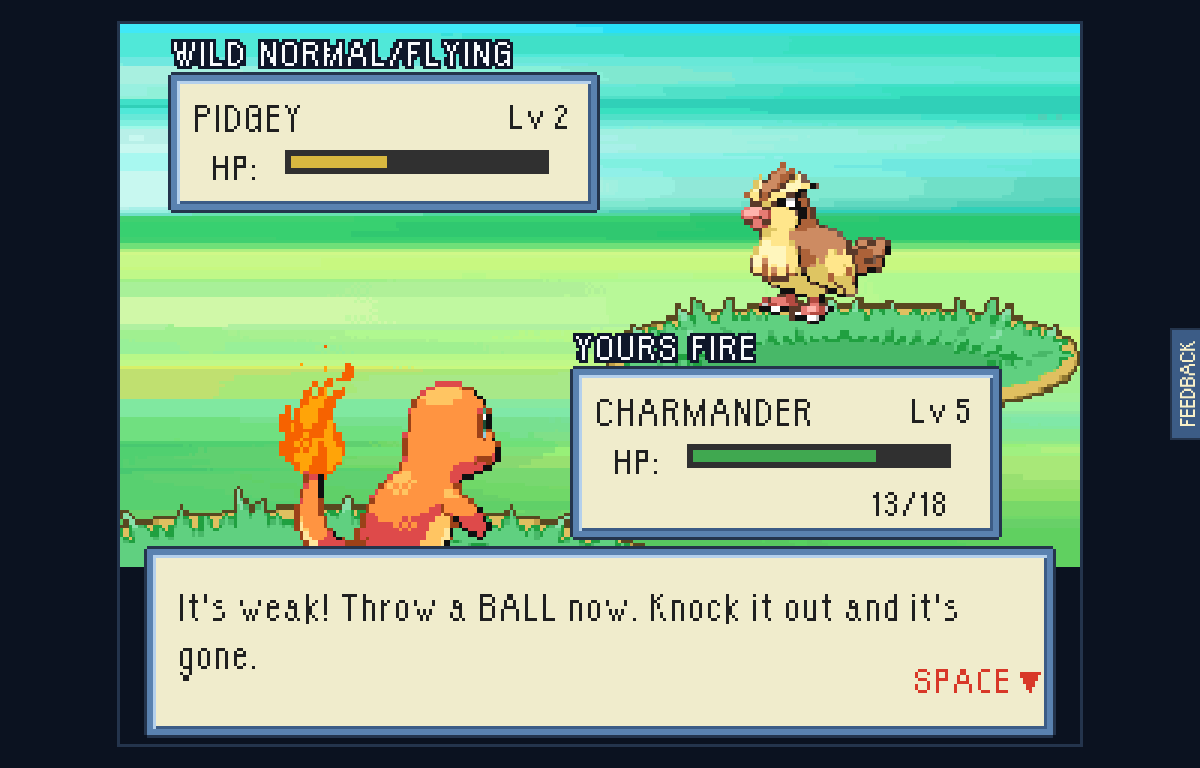 WILD NORMAL/FLYING
PIDGEY Lv 2
HP:
YOURS FIRE
CHARMANDER Lv 5
HP:
13/18
It's weak! Throw a BALL now. Knock it out and it's
gone.
SPACE ▼
FEEDBACK